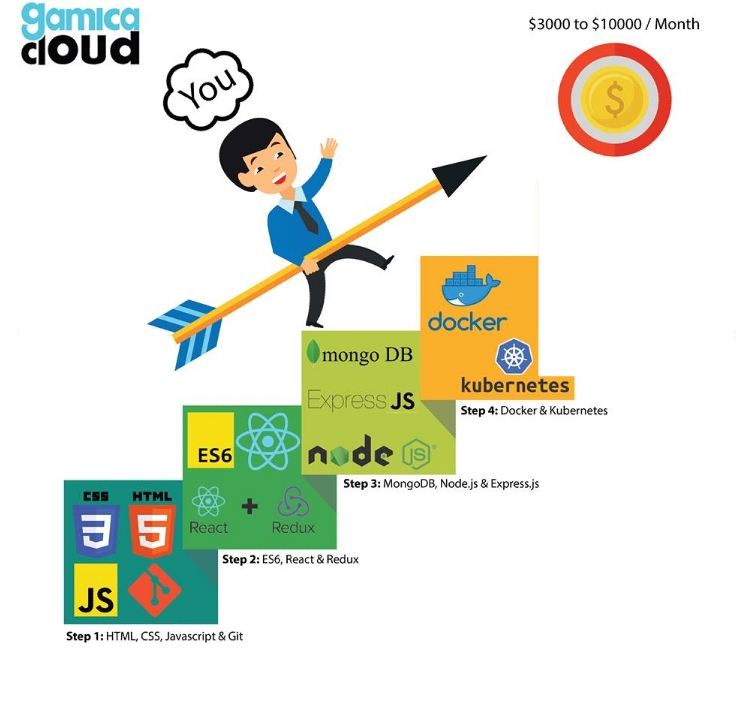 gamica
cloud
$3000 to $10000 / Month
You
$
docker
kubernetes
Step 4: Docker & Kubernetes
mongo DB
Express JS
node
JS
Step 3: MongoDB, Node.js & Express.js
ES6
React + Redux
Step 2: ES6, React & Redux
CSS HTML
3 5
JS
Step 1: HTML, CSS, Javascript & Git